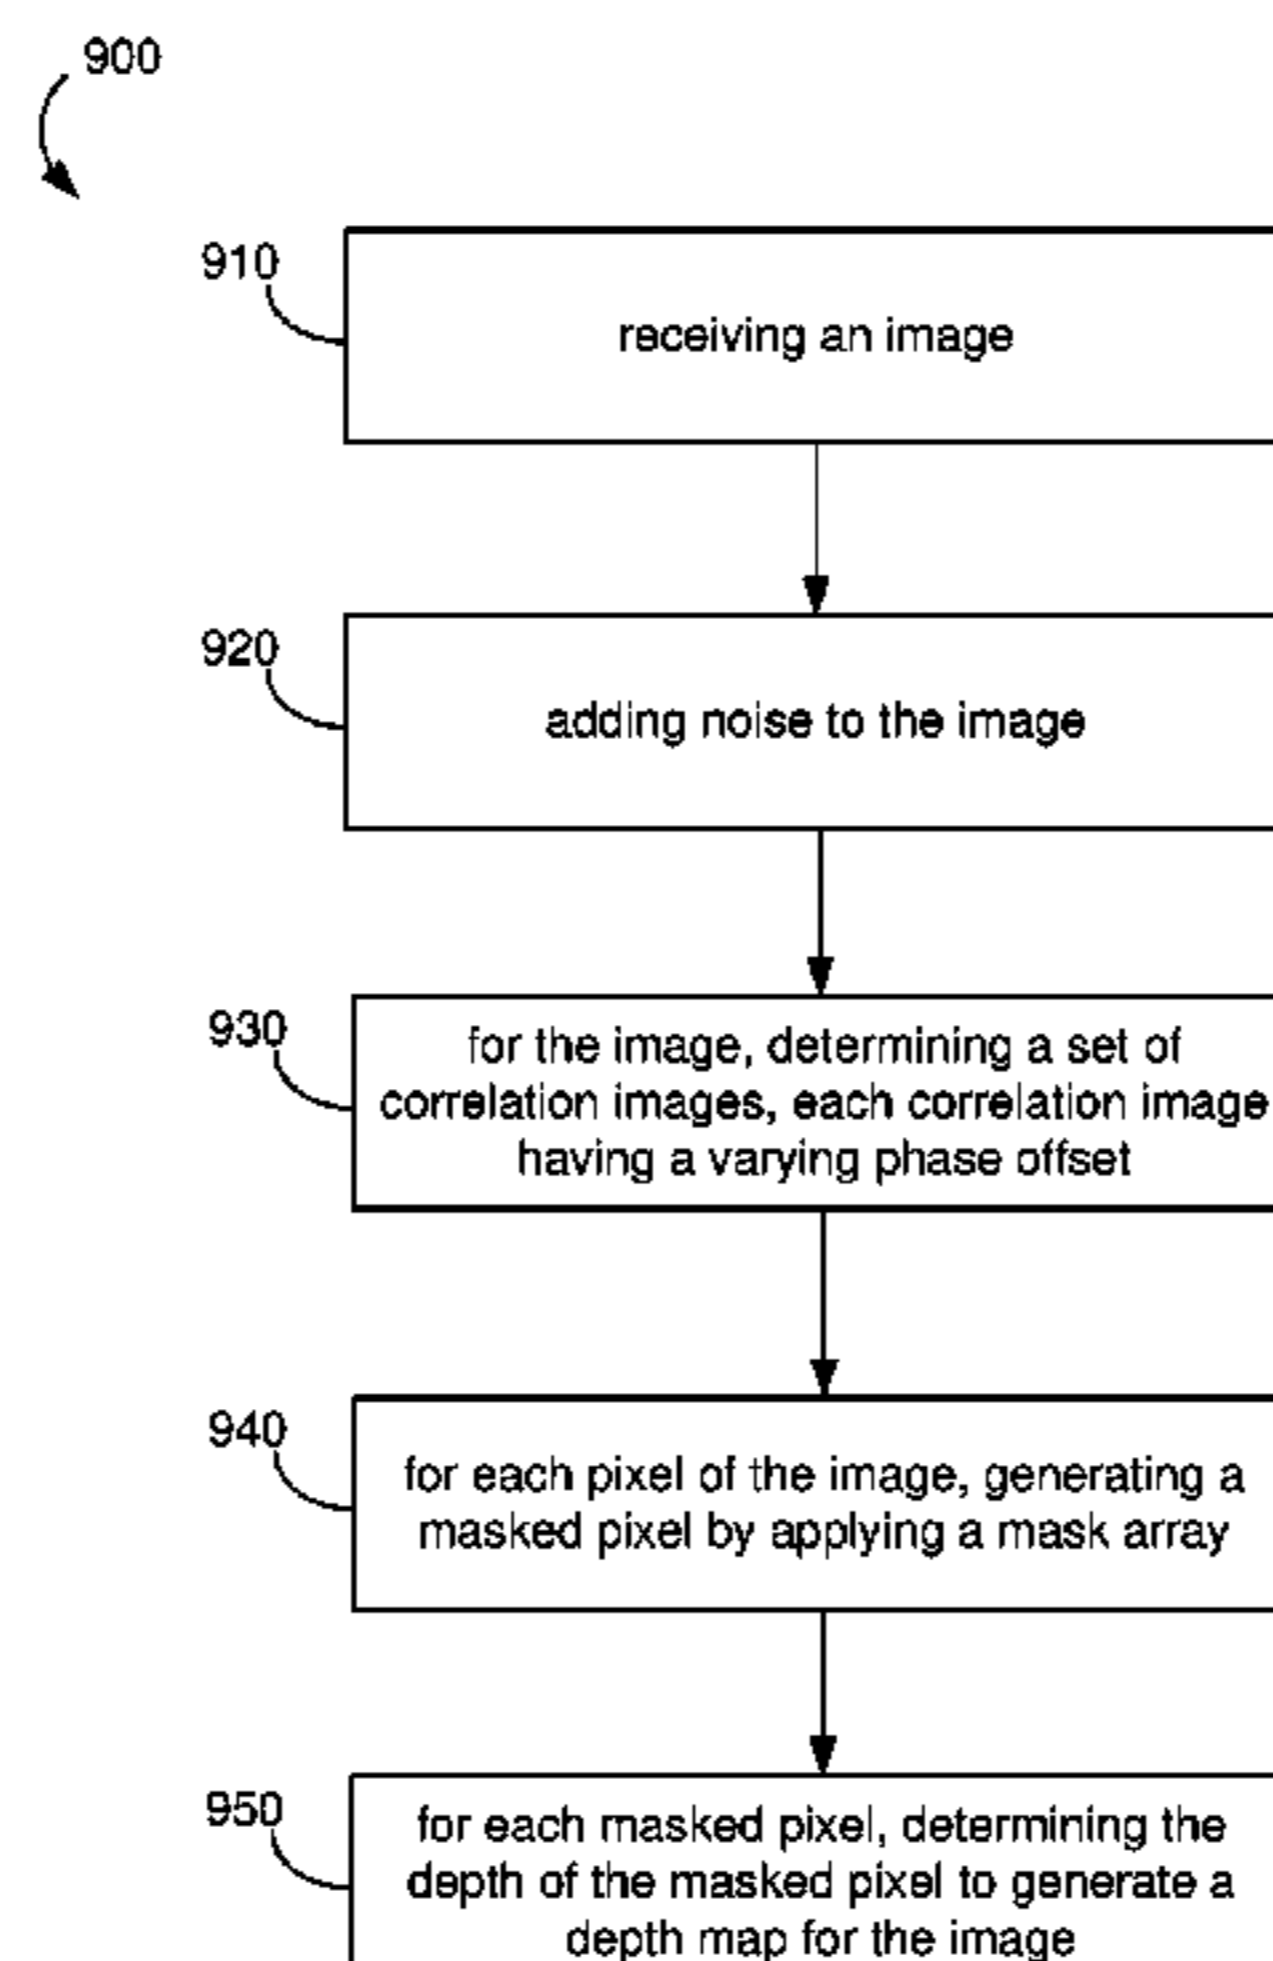 900
910
receiving an image
920
adding noise to the image
930
for the image, determining a set of
correlation images, each correlation image
having a varying phase offset
940
for each pixel of the image, generating a
masked pixel by applying a mask array
950
for each masked pixel, determining the
depth of the masked pixel to generate a
depth map for the image